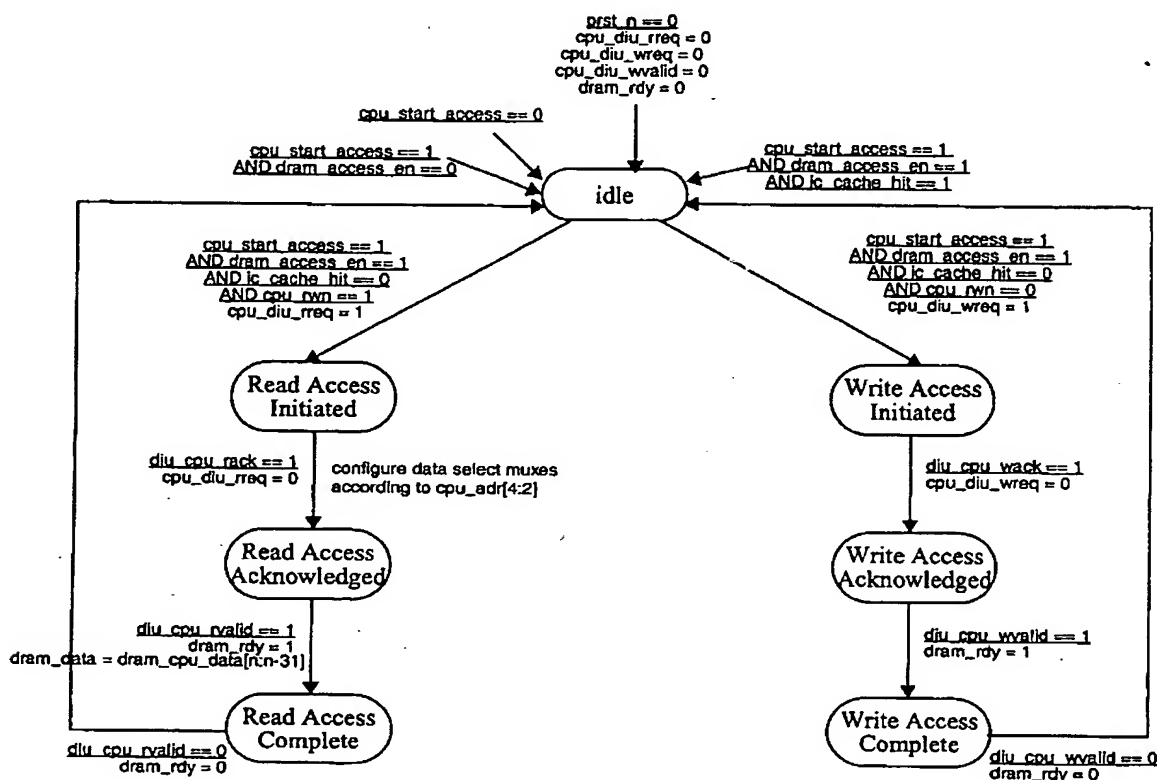 prst_n == 0
cpu_diu_rreq = 0
cpu_diu_wreq = 0
cpu_diu_wvalid = 0
dram_rdy = 0
cpu_start_access == 0
cpu_start_access == 1
AND dram_access_en == 0
cpu_start_access == 1
AND dram_access_en == 1
AND ic_cache_hit == 1
idle
cpu_start_access == 1
AND dram_access_en == 1
AND ic_cache_hit == 0
AND cpu_rwn == 1
cpu_diu_rreq = 1
cpu_start_access == 1
AND dram_access_en == 1
AND ic_cache_hit == 0
AND cpu_rwn == 0
cpu_diu_wreq = 1
Read Access
Initiated
Write Access
Initiated
diu_cpu_rack == 1
cpu_diu_rreq = 0
configure data select muxes
according to cpu_adr[4:2]
diu_cpu_wack == 1
cpu_diu_wreq = 0
Read Access
Acknowledged
Write Access
Acknowledged
diu_cpu_rvalid == 1
dram_rdy = 1
dram_data = dram_cpu_data[n:n-31]
diu_cpu_wvalid == 1
dram_rdy = 1
Read Access
Complete
Write Access
Complete
diu_cpu_rvalid == 0
dram_rdy = 0
diu_cpu_wvalid == 0
dram_rdy = 0